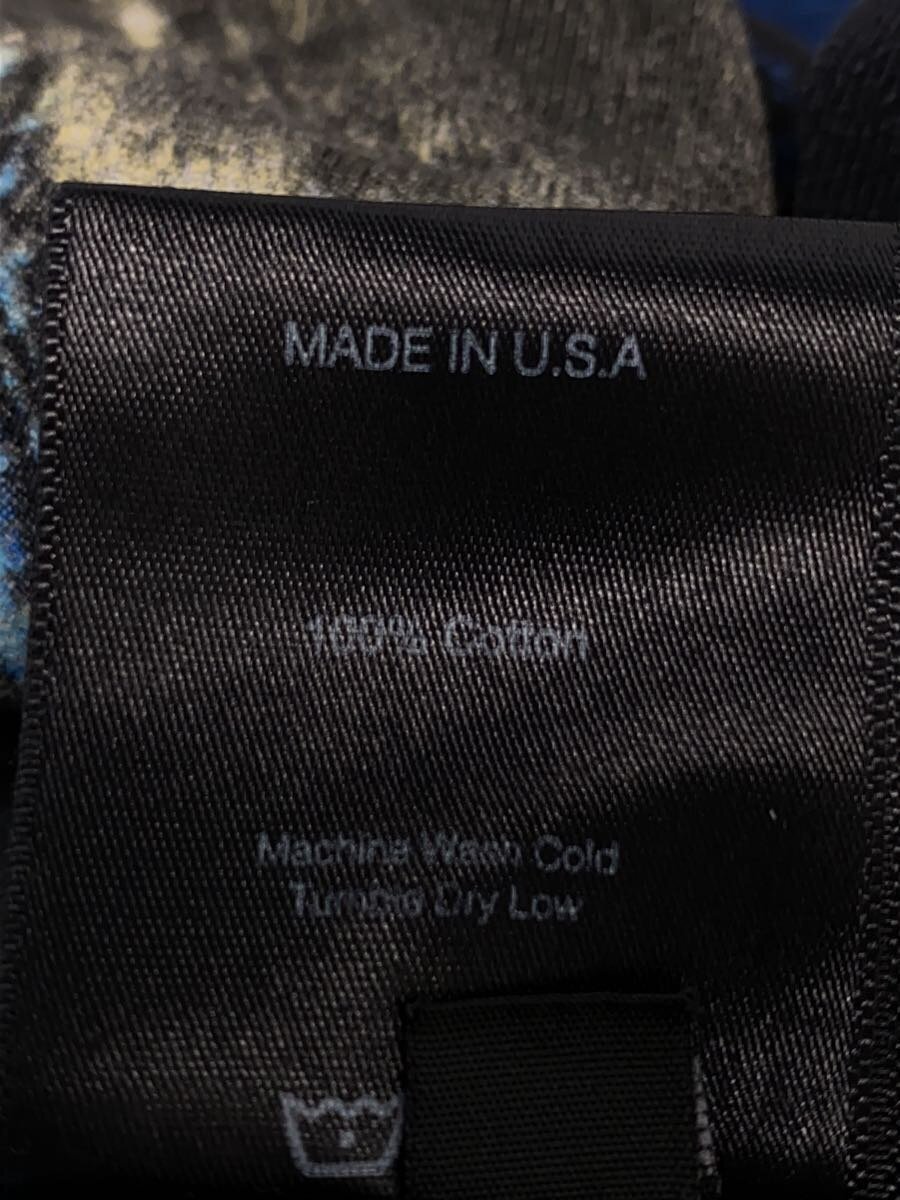 MADE IN U.S.A
100% Cotton
Machine Wash Cold
Tumble Dry Low